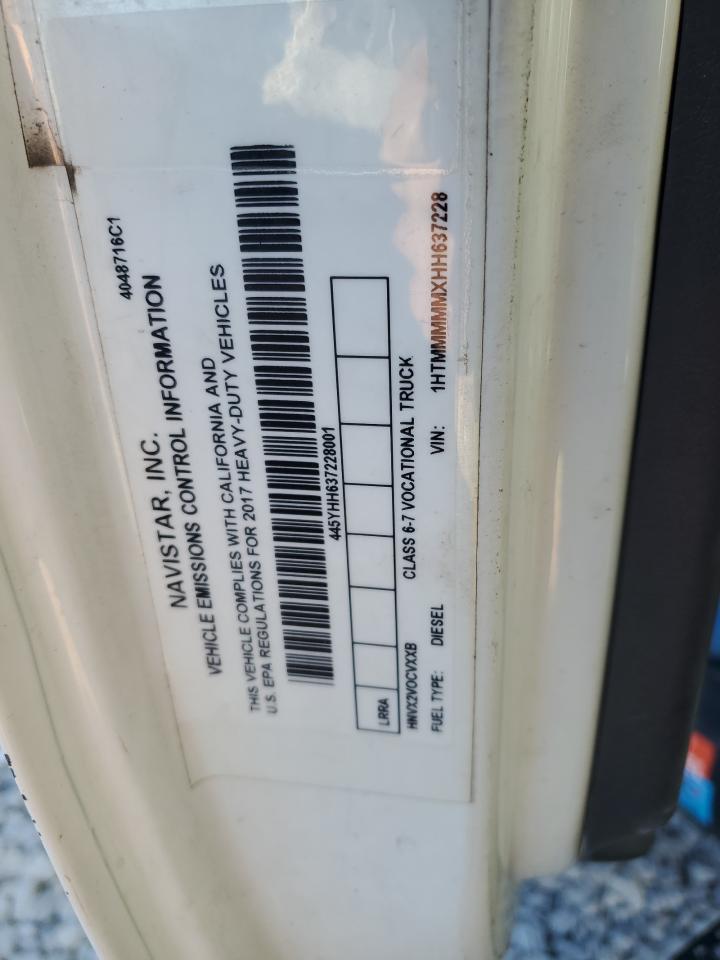 4048716C1
NAVISTAR, INC.
VEHICLE EMISSIONS CONTROL INFORMATION
THIS VEHICLE COMPLIES WITH CALIFORNIA AND
U.S. EPA REGULATIONS FOR 2017 HEAVY-DUTY VEHICLES
445YHH637228001
LRRA
HNVX2VOCVXXB CLASS 6-7 VOCATIONAL TRUCK
FUEL TYPE: DIESEL VIN: 1HTMMMMMXHH637228